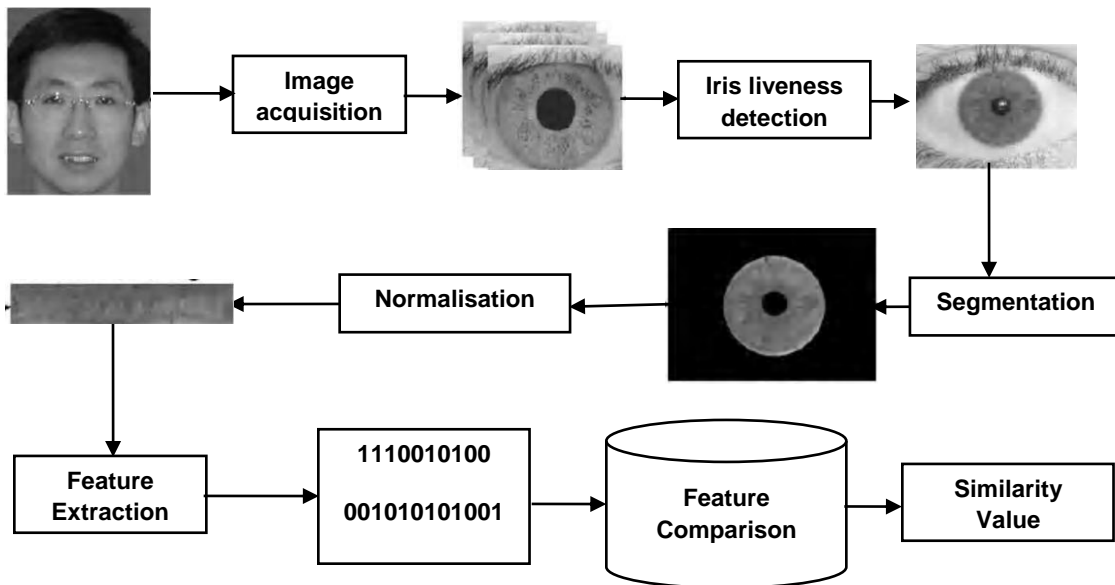 Image
acquisition
Iris liveness
detection
Normalisation
Segmentation
Feature
Extraction
1110010100
001010101001
Feature
Comparison
Similarity
Value